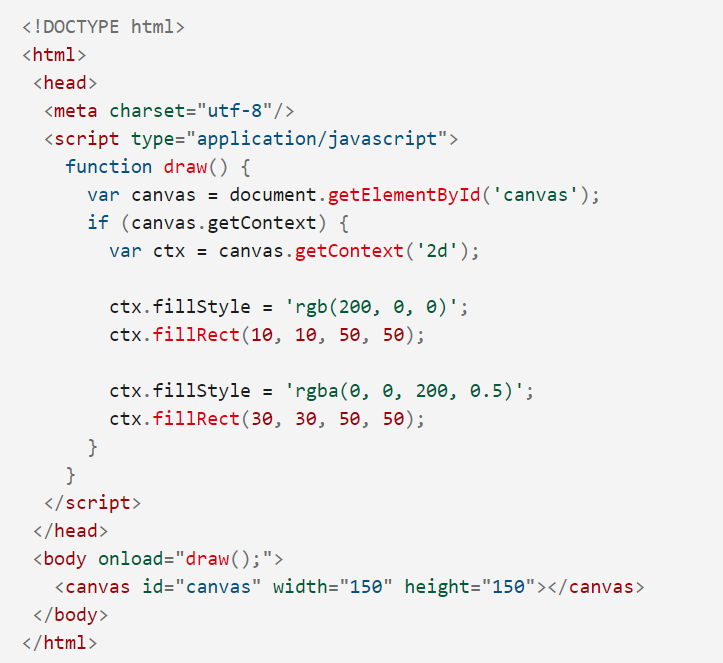 <!DOCTYPE html>
<html>
 <head>
  <meta charset="utf-8"/>
  <script type="application/javascript">
    function draw() {
      var canvas = document.getElementById('canvas');
      if (canvas.getContext) {
        var ctx = canvas.getContext('2d');

        ctx.fillStyle = 'rgb(200, 0, 0)';
        ctx.fillRect(10, 10, 50, 50);

        ctx.fillStyle = 'rgba(0, 0, 200, 0.5)';
        ctx.fillRect(30, 30, 50, 50);
      }
    }
  </script>
 </head>
 <body onload="draw();">
   <canvas id="canvas" width="150" height="150"></canvas>
 </body>
</html>